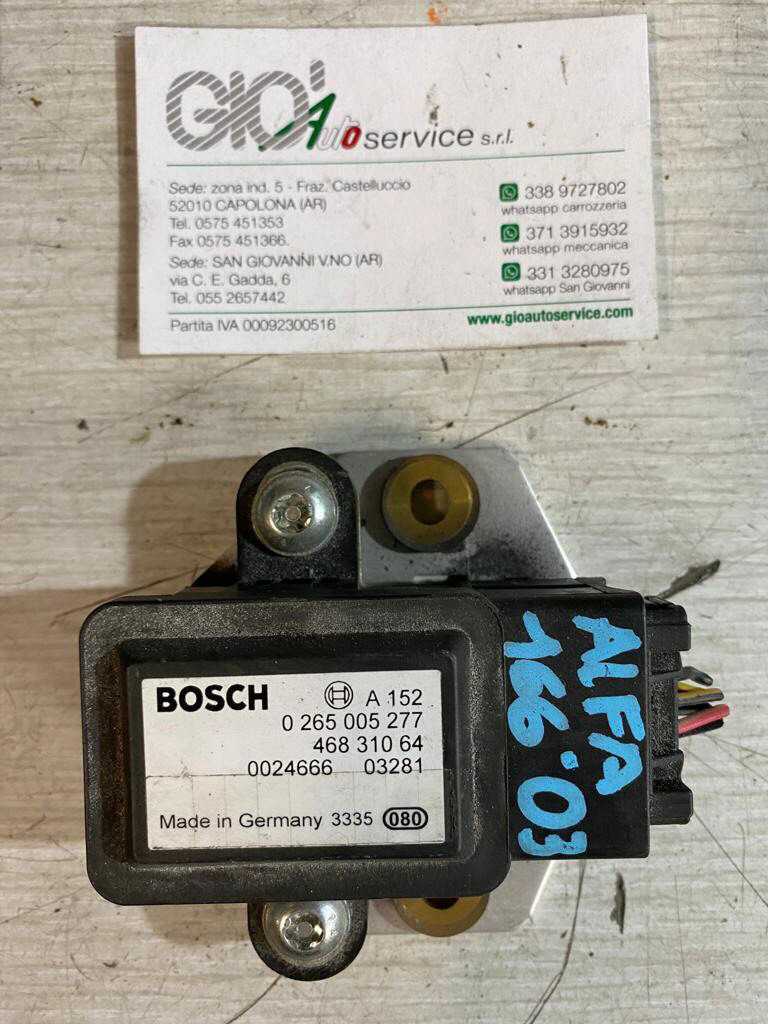 GIO' Auto service s.r.l.
Sede: zona ind. 5 - Fraz. Castelluccio
52010 CAPOLONA (AR)
Tel. 0575 451353
Fax 0575 451366.
Sede: SAN GIOVANNI V.NO (AR)
via C. E. Gadda, 6
Tel. 055 2657442
Partita IVA 00092300516
338 9727802
whatsapp carrozzeria
371 3915932
whatsapp meccanica
331 3280975
whatsapp San Giovanni
www.gioautoservice.com
BOSCH A 152
0 265 005 277
468 310 64
0024666 03281
Made in Germany 3335 080
ALFA
166·03